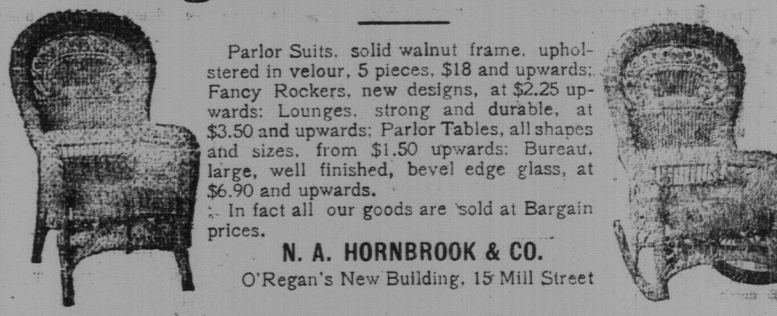 Parlor Suits, solid walnut frame, uphol-
stered in velour, 5 pieces, $18 and upwards;
Fancy Rockers, new designs, at $2.25 up-
wards: Lounges, strong and durable, at
$3.50 and upwards; Parlor Tables, all shapes
and sizes, from $1.50 upwards: Bureau,
large, well finished, bevel edge glass, at
$6.90 and upwards.
In fact all our goods are sold at Bargain
prices.
N. A. HORNBROOK & CO.
O'Regan's New Building, 15 Mill Street